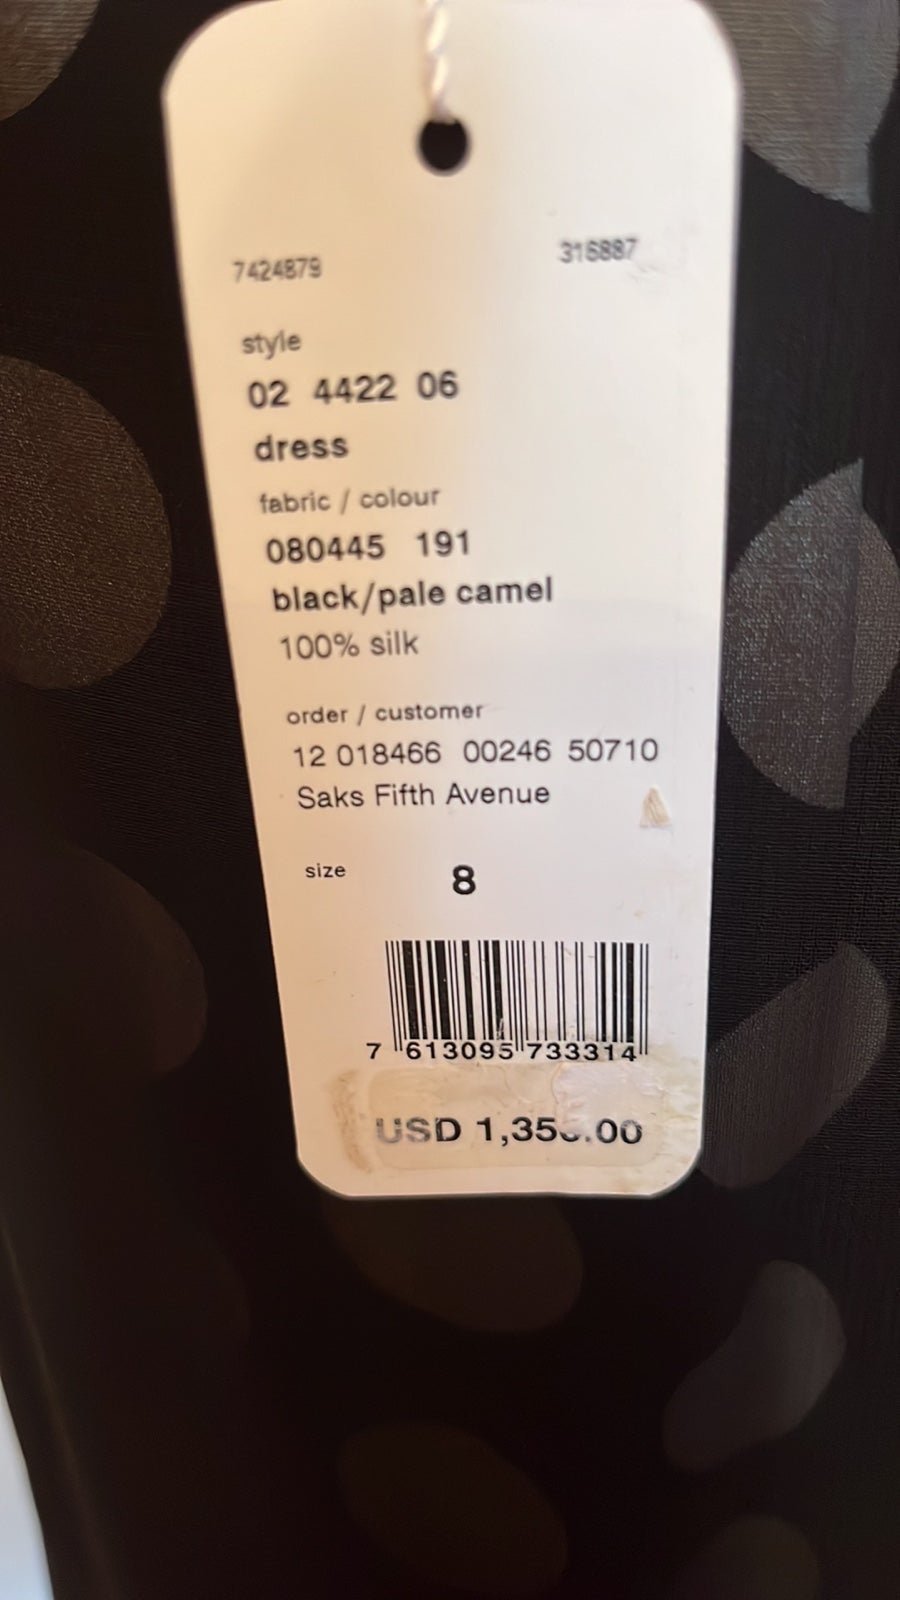 7424879 316887
style
02 4422 06
dress
fabric / colour
080445 191
black/pale camel
100% silk
order / customer
12 018466 00246 50710
Saks Fifth Avenue
size 8
7 613095 733314
USD